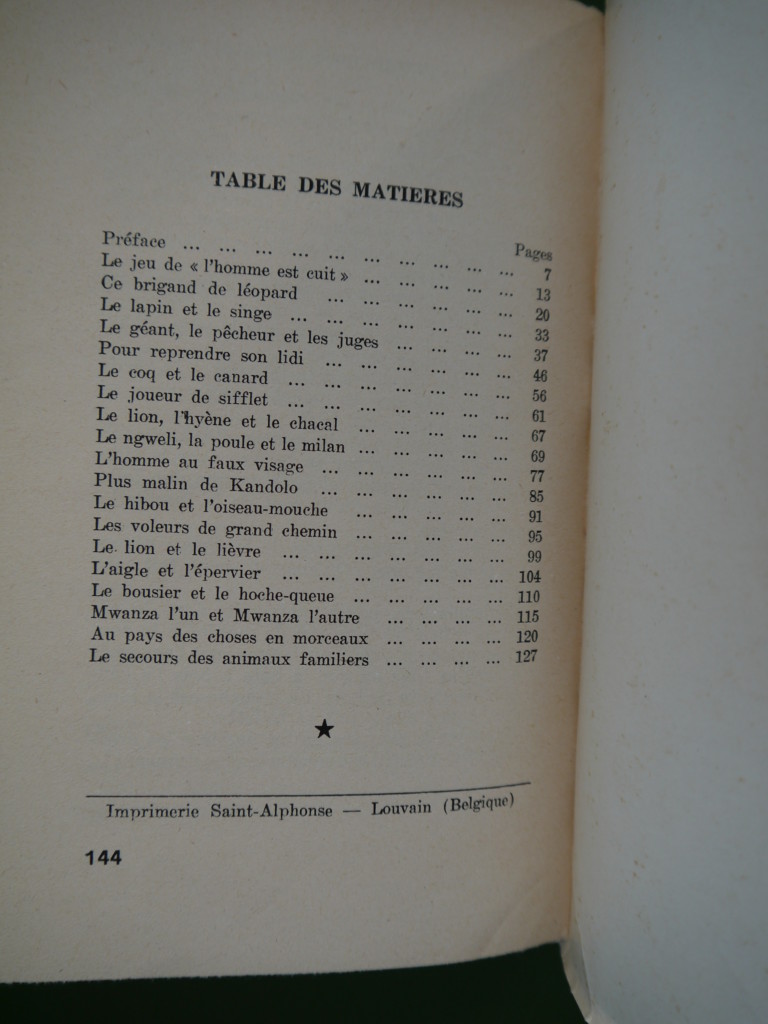 TABLE DES MATIERES
Pages
Préface ... ... ... ... ... ... ... ... ... ... 7
Le jeu de « l'homme est cuit » ... ... ... ... ... 13
Ce brigand de léopard ... ... ... ... ... ... 20
Le lapin et le singe ... ... ... ... ... ... ... 33
Le géant, le pêcheur et les juges ... ... ... ... 37
Pour reprendre son lidi ... ... ... ... ... ... 46
Le coq et le canard ... ... ... ... ... ... ... 56
Le joueur de sifflet ... ... ... ... ... ... ... 61
Le lion, l'hyène et le chacal ... ... ... ... ... 67
Le ngweli, la poule et le milan ... ... ... ... ... 69
L'homme au faux visage ... ... ... ... ... ... 77
Plus malin de Kandolo ... ... ... ... ... ... 85
Le hibou et l'oiseau-mouche ... ... ... ... ... 91
Les voleurs de grand chemin ... ... ... ... ... 95
Le lion et le lièvre ... ... ... ... ... ... ... 99
L'aigle et l'épervier ... ... ... ... ... ... ... 104
Le bousier et le hoche-queue ... ... ... ... ... 110
Mwanza l'un et Mwanza l'autre ... ... ... ... 115
Au pays des choses en morceaux ... ... ... ... 120
Le secours des animaux familiers ... ... ... ... 127
Imprimerie Saint-Alphonse — Louvain (Belgique)
144